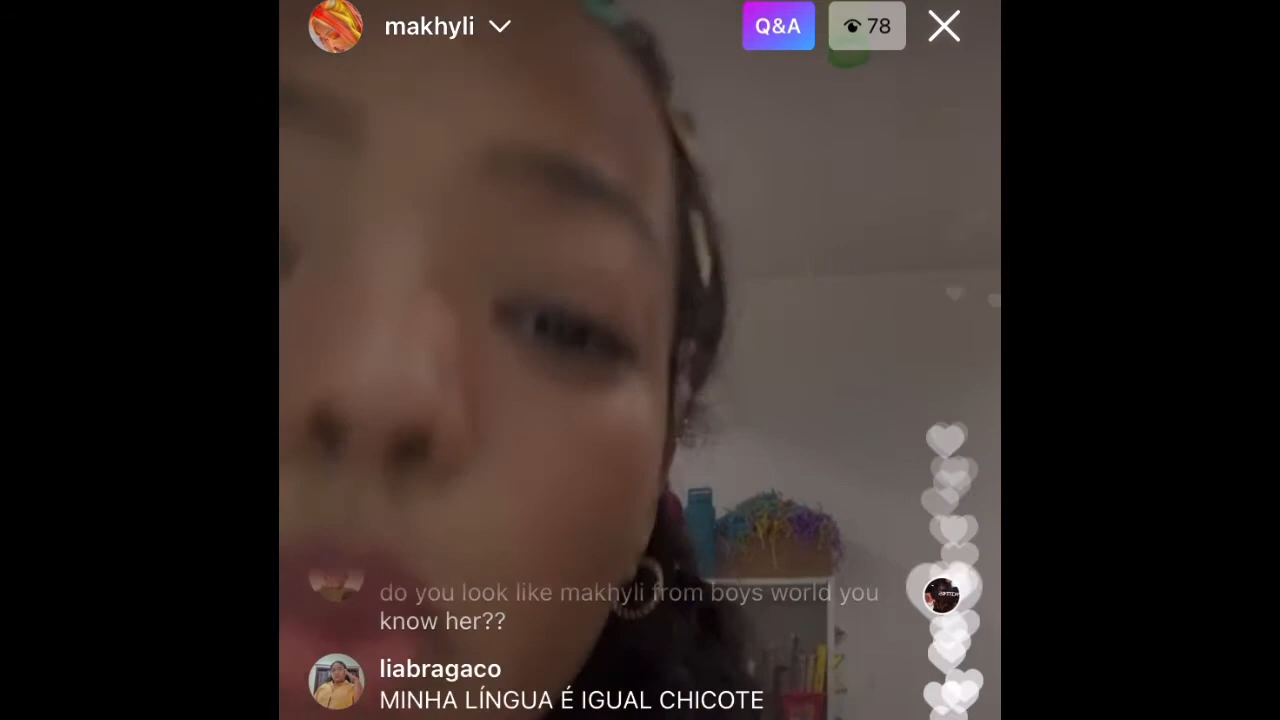 makhyli
Q&A
78
do you look like makhyli from boys world you
know her??
liabragaco
MINHA LÍNGUA É IGUAL CHICOTE